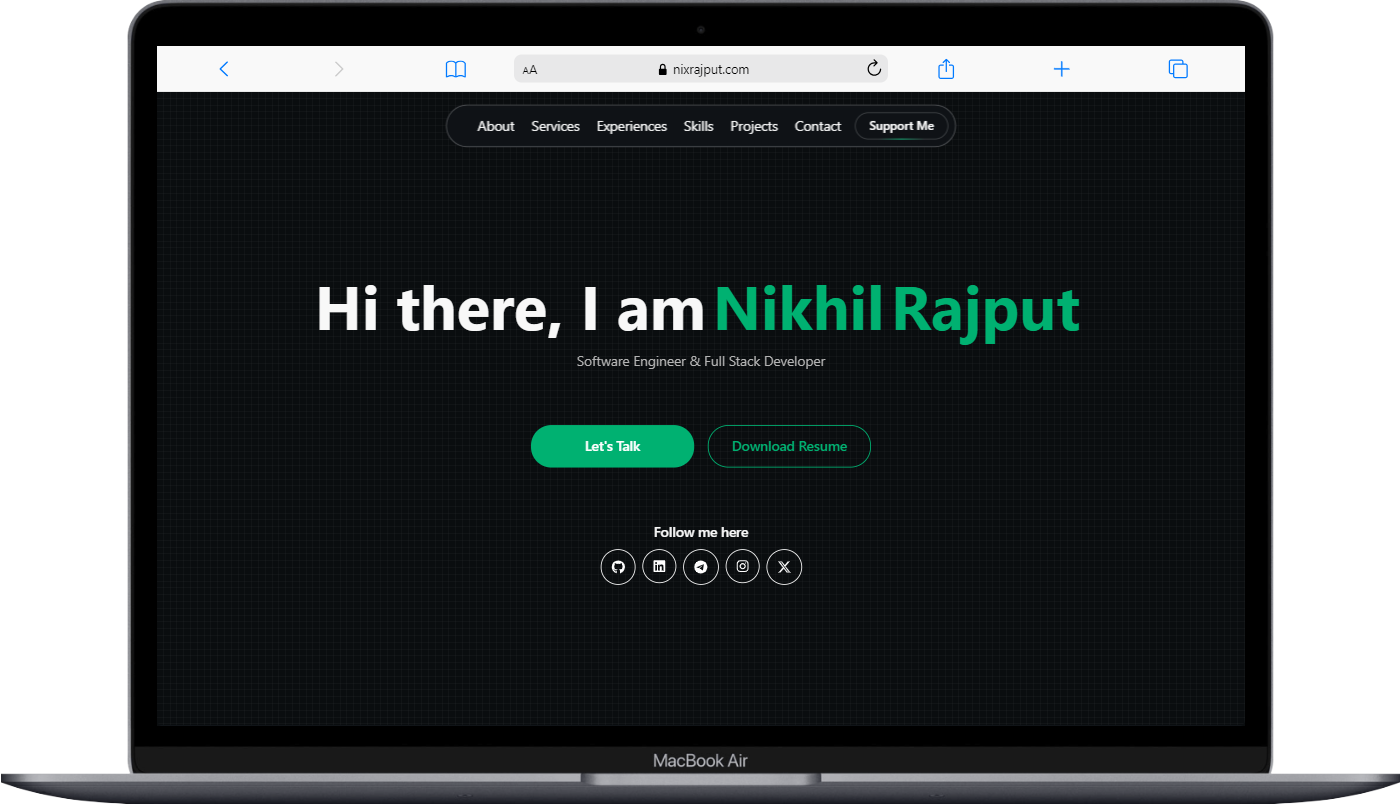 AA nixrajput.com
About Services Experiences Skills Projects Contact Support Me
Hi there, I am Nikhil Rajput
Software Engineer & Full Stack Developer
Let's Talk Download Resume
Follow me here
MacBook Air